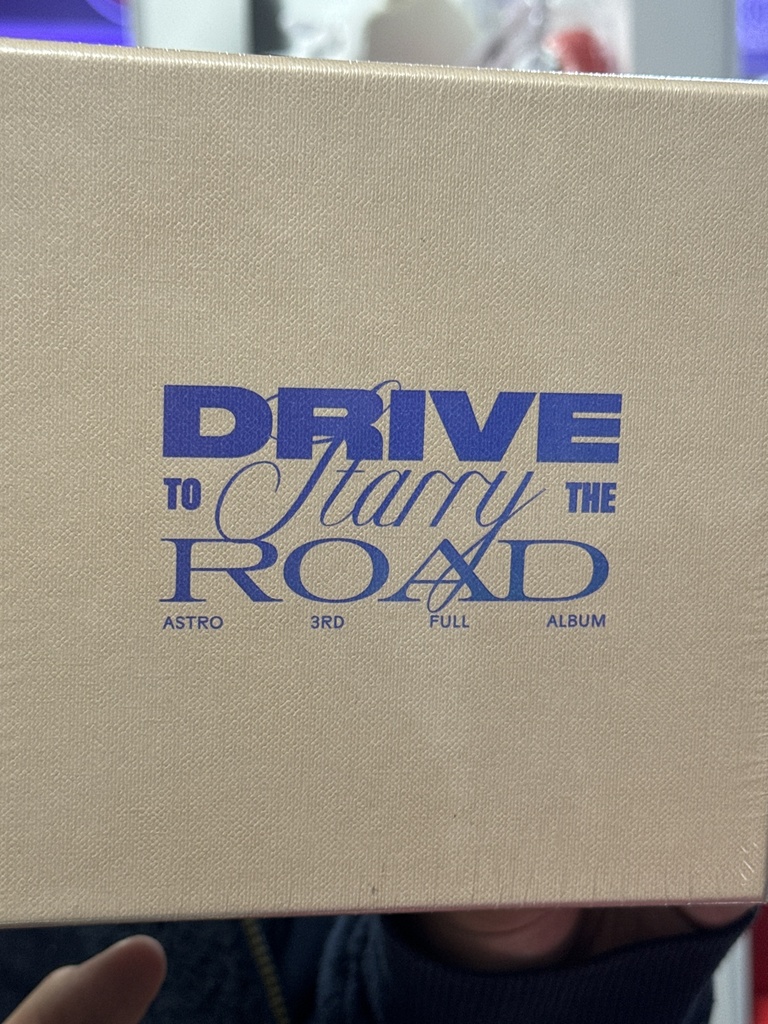 DRIVE
TO Starry THE
ROAD
ASTRO 3RD FULL ALBUM